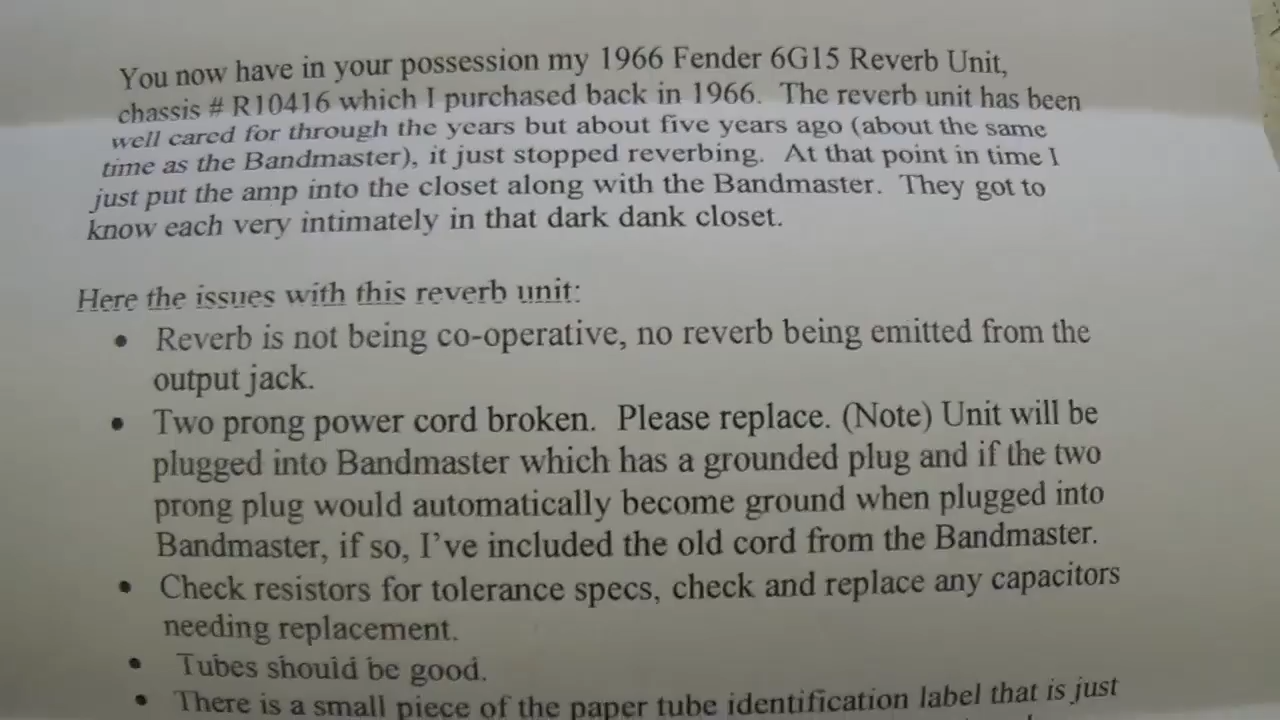 You now have in your possession my 1966 Fender 6G15 Reverb Unit,
chassis # R10416 which I purchased back in 1966. The reverb unit has been
well cared for through the years but about five years ago (about the same
time as the Bandmaster), it just stopped reverbing. At that point in time I
just put the amp into the closet along with the Bandmaster. They got to
know each very intimately in that dark dank closet.
Here the issues with this reverb unit:
• Reverb is not being co-operative, no reverb being emitted from the
output jack.
• Two prong power cord broken. Please replace. (Note) Unit will be
plugged into Bandmaster which has a grounded plug and if the two
prong plug would automatically become ground when plugged into
Bandmaster, if so, I've included the old cord from the Bandmaster.
• Check resistors for tolerance specs, check and replace any capacitors
needing replacement.
• Tubes should be good.
• There is a small piece of the paper tube identification label that is just